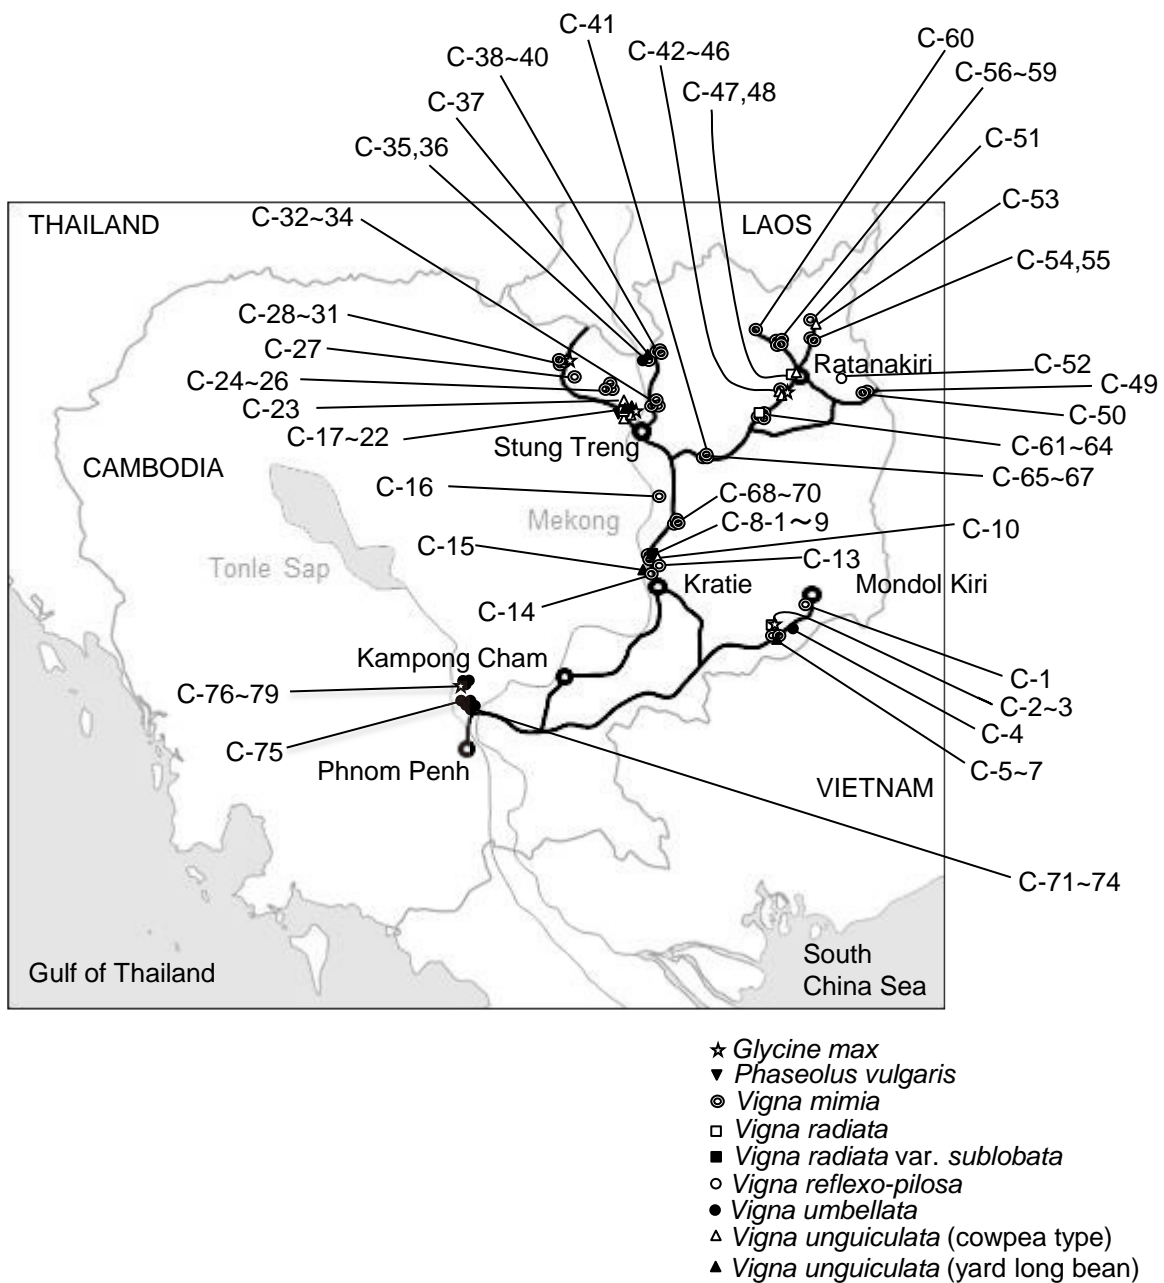 C-41
C-38~40
C-42~46
C-60
C-56~59
C-37
C-47,48
C-35,36
C-51
C-53
C-32~34
THAILAND
LAOS
C-54,55
C-28~31
C-27
C-24~26
C-23
C-17~22
Ratanakiri
C-52
C-49
C-50
Stung Treng
C-61~64
CAMBODIA
C-65~67
C-16
C-68~70
Mekong
C-8-1～9
C-10
C-15
C-13
Tonle Sap
Kratie
Mondol Kiri
C-14
Kampong Cham
C-1
C-76~79
C-2~3
C-4
C-75
Phnom Penh
C-5~7
VIETNAM
C-71~74
Gulf of Thailand
South
China Sea
Glycine max
Phaseolus vulgaris
Vigna mimia
Vigna radiata
Vigna radiata var. sublobata
Vigna reflexo-pilosa
Vigna umbellata
Vigna unguiculata (cowpea type)
Vigna unguiculata (yard long bean)